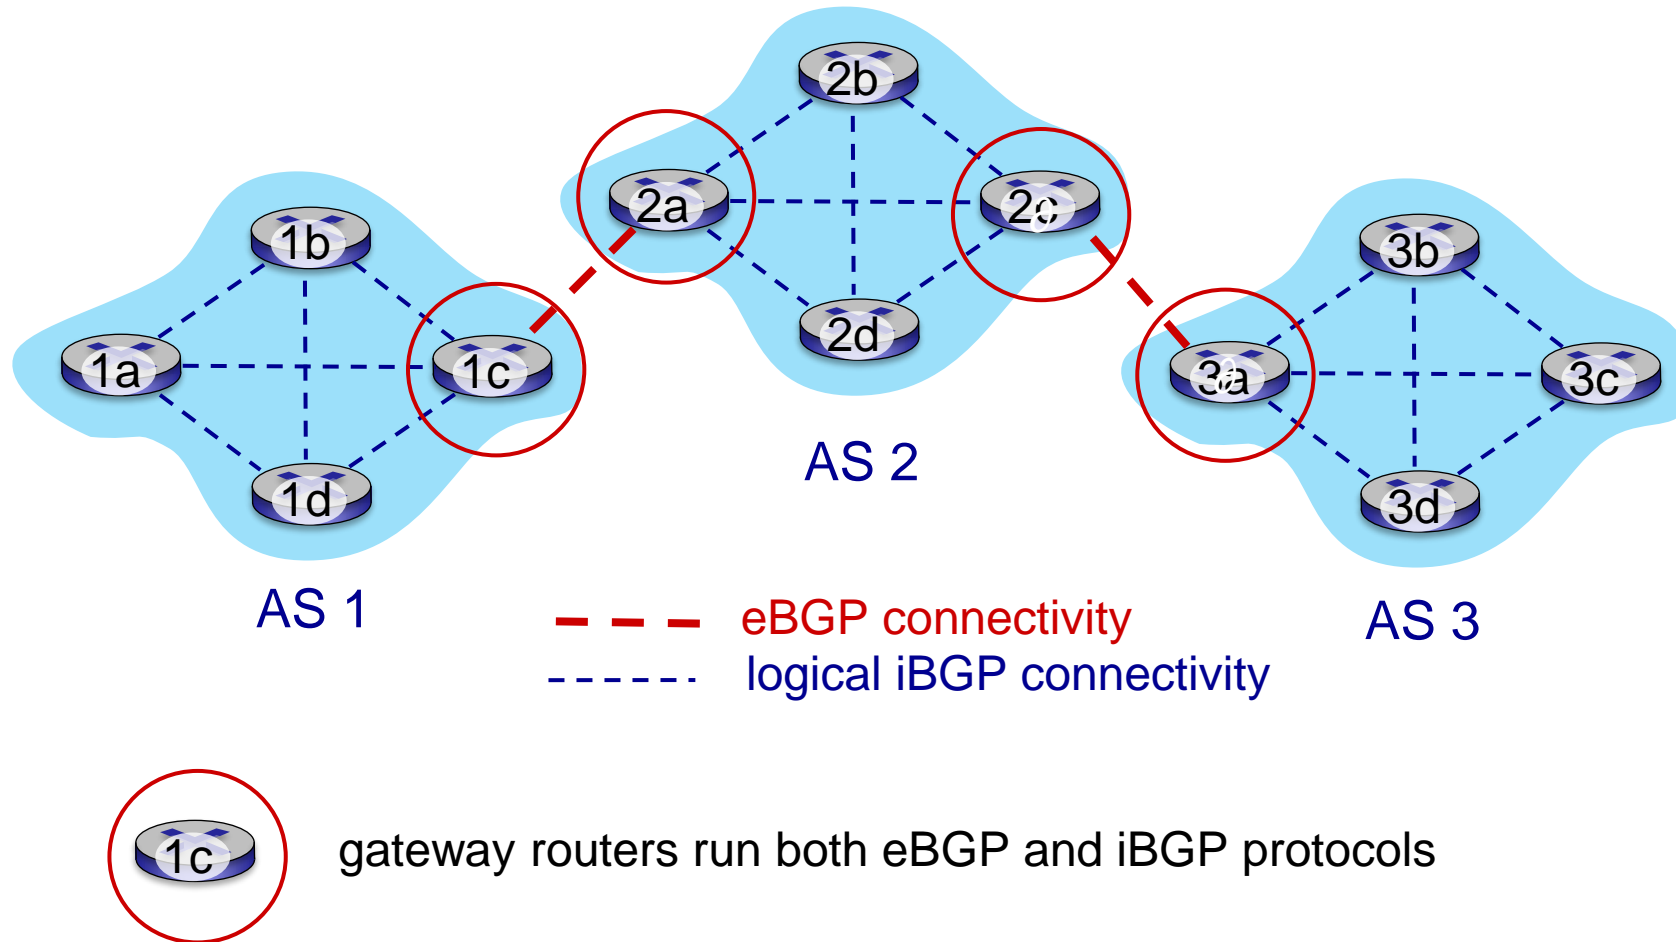 2b
2a
2c
1b
3b
2d
1a
1c
3a
3c
AS 2
1d
3d
AS 1
eBGP connectivity
AS 3
logical iBGP connectivity
1c
gateway routers run both eBGP and iBGP protocols